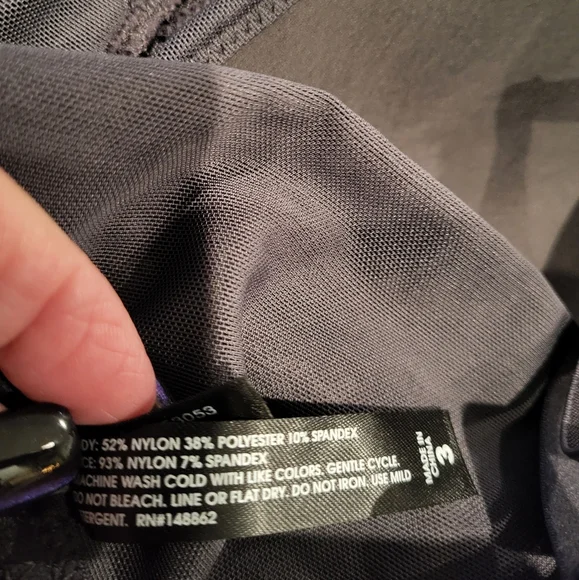 3053
DY: 52% NYLON 38% POLYESTER 10% SPANDEX
CE: 93% NYLON 7% SPANDEX
ACHINE WASH COLD WITH LIKE COLORS. GENTLE CYCLE.
DO NOT BLEACH. LINE OR FLAT DRY. DO NOT IRON. USE MILD
TERGENT. RN#148862
MADE IN
CHINA
3